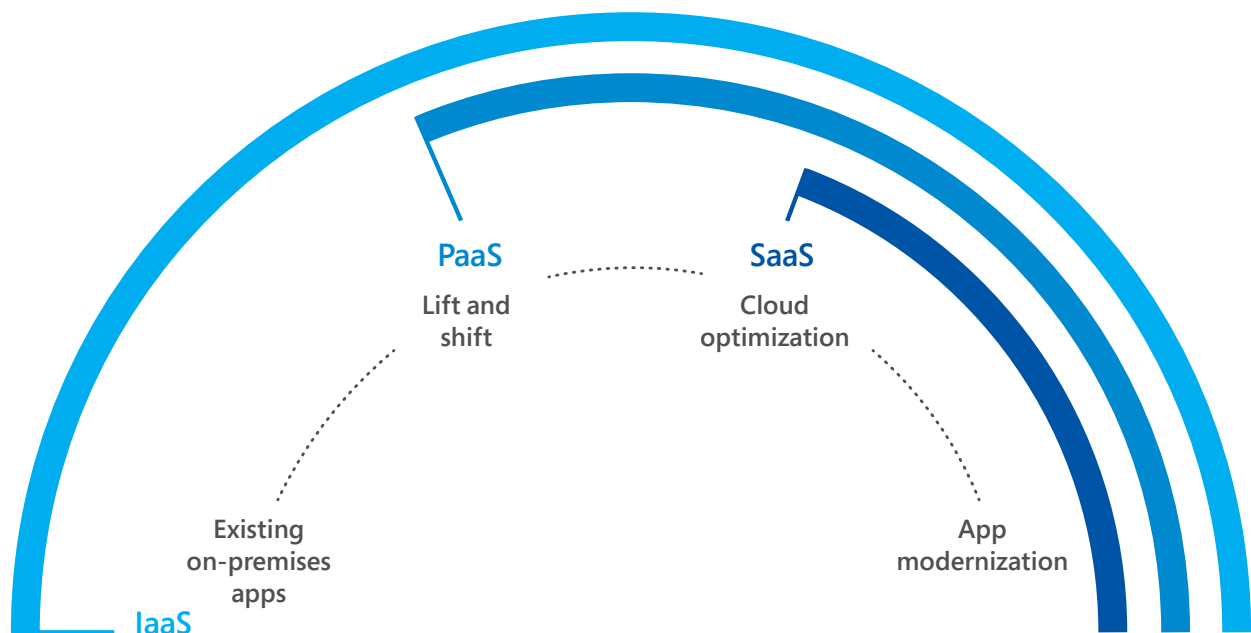 PaaS
Lift and
shift
SaaS
Cloud
optimization
Existing
on-premises
apps
App
modernization
IaaS